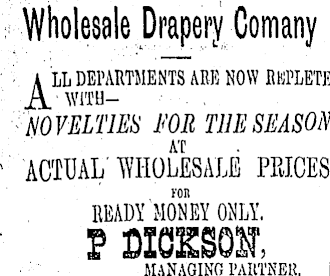 Wholesale Drapery Comany
ALL DEPARTMENTS ARE NOW REPLETE
WITH—
NOVELTIES FOR THE SEASON
AT
ACTUAL WHOLESALE PRICES
FOR
READY MONEY ONLY.
P DICKSON,
MANAGING PARTNER.